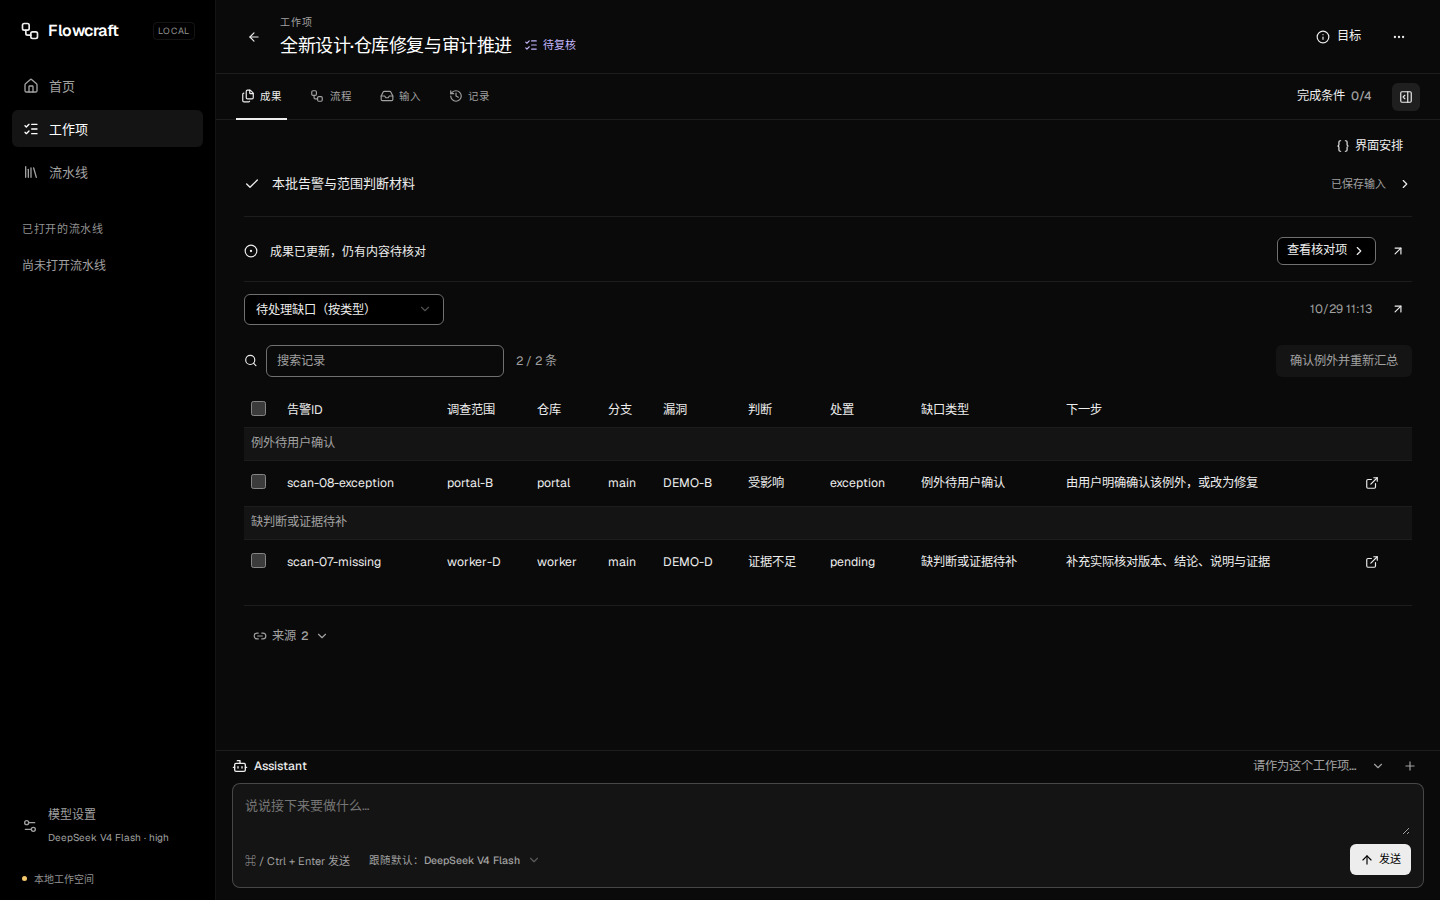 Flowcraft LOCAL
首页
工作项
流水线
已打开的流水线
尚未打开流水线
模型设置
DeepSeek V4 Flash · high
本地工作空间
工作项
全新设计·仓库修复与审计推进 待复核
目标
成果 流程 输入 记录
完成条件 0/4
{ } 界面安排
本批告警与范围判断材料 已保存输入
成果已更新，仍有内容待核对 查看核对项
待处理缺口（按类型） 10/29 11:13
搜索记录 2 / 2 条 确认例外并重新汇总
告警ID 调查范围 仓库 分支 漏洞 判断 处置 缺口类型 下一步
例外待用户确认
scan-08-exception portal-B portal main DEMO-B 受影响 exception 例外待用户确认 由用户明确确认该例外，或改为修复
缺判断或证据待补
scan-07-missing worker-D worker main DEMO-D 证据不足 pending 缺判断或证据待补 补充实际核对版本、结论、说明与证据
来源 2
Assistant 请作为这个工作项...
说说接下来要做什么...
⌘ / Ctrl + Enter 发送 跟随默认：DeepSeek V4 Flash 发送